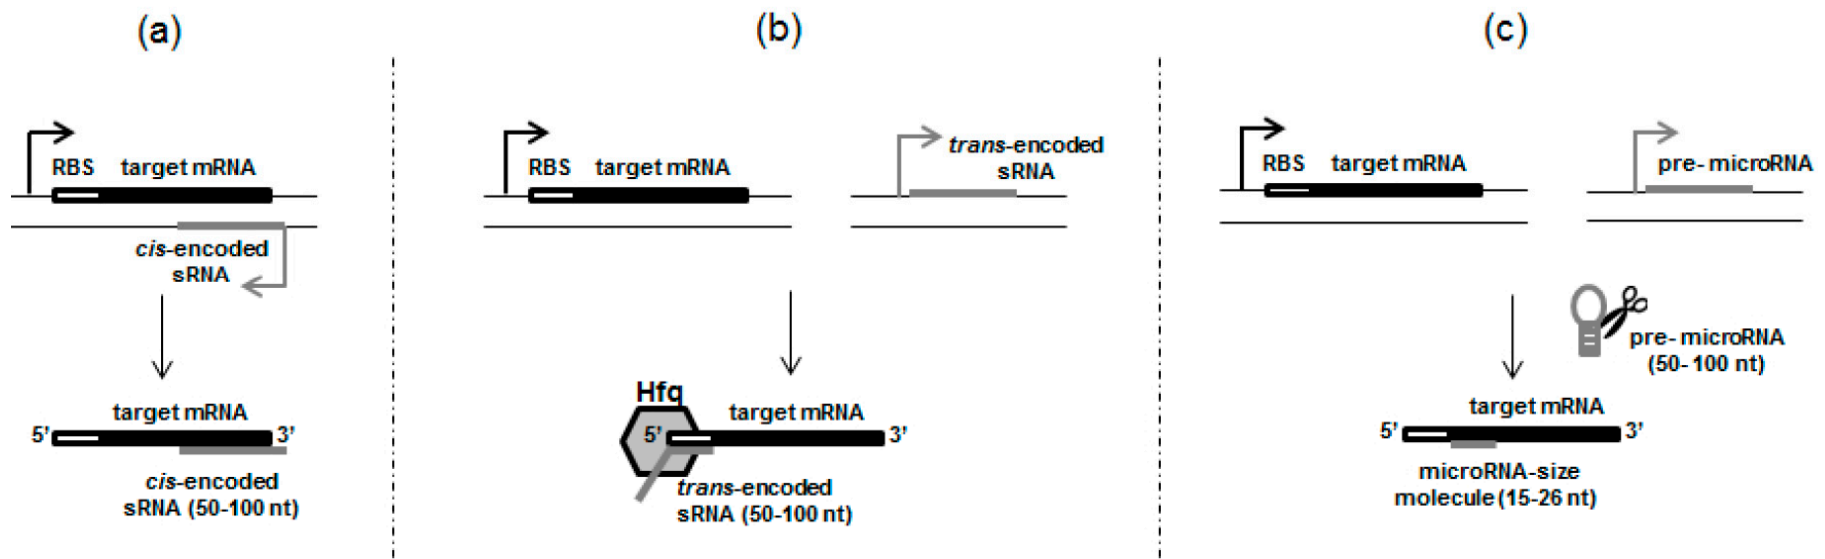 (a)
RBS target mRNA
cis-encoded
sRNA
target mRNA
5’ 3’
cis-encoded
sRNA (50-100 nt)
(b)
RBS target mRNA
trans-encoded
sRNA
Hfq
target mRNA
5’ 3’
trans-encoded
sRNA (50-100 nt)
(c)
RBS target mRNA
pre- microRNA
pre- microRNA
(50- 100 nt)
target mRNA
5’ 3’
microRNA-size
molecule (15-26 nt)